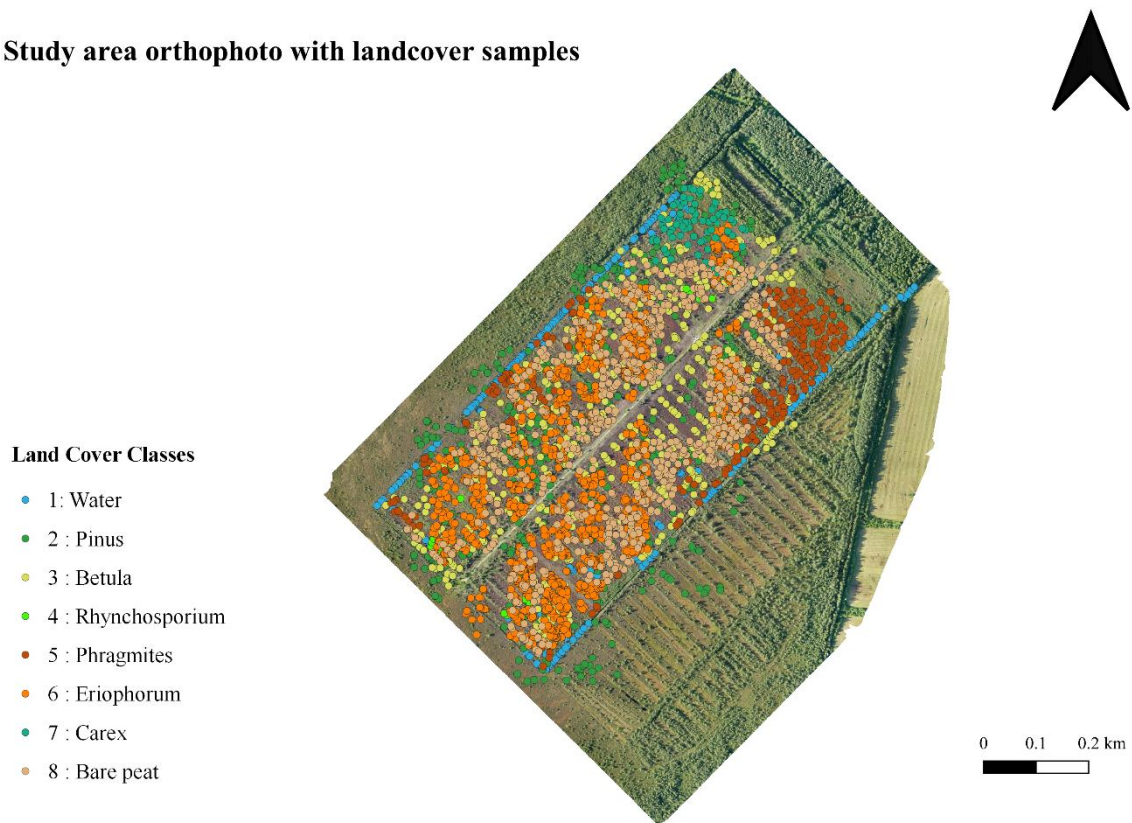 Study area orthophoto with landcover samples
Land Cover Classes
1: Water
2 : Pinus
3 : Betula
4 : Rhynchosporium
5 : Phragmites
6 : Eriophorum
7 : Carex
8 : Bare peat
0 0.1 0.2 km